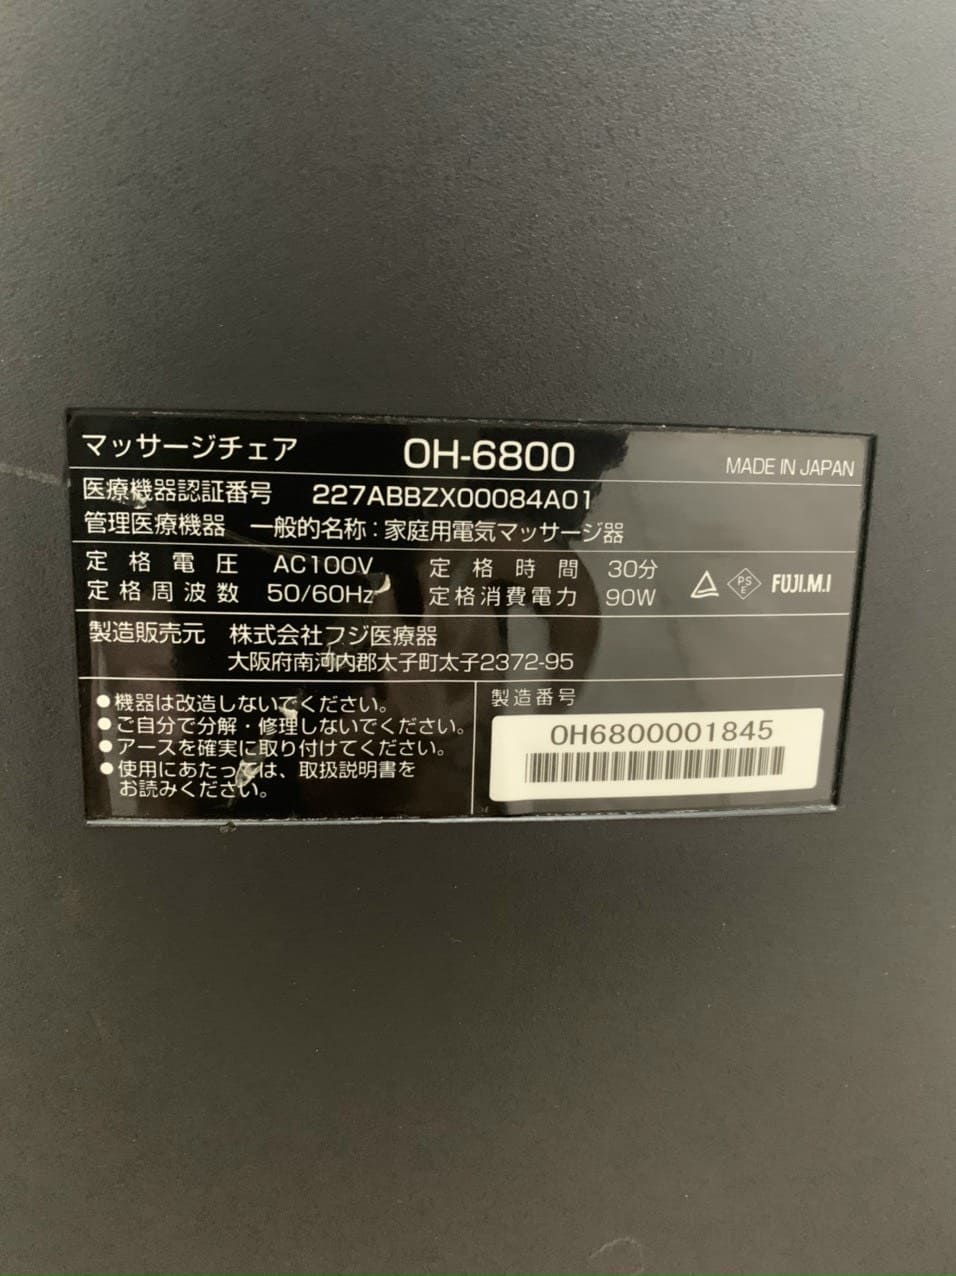 マッサージチェア OH-6800 MADE IN JAPAN
医療機器認証番号 227ABBZX00084A01
管理医療機器 一般的名称:家庭用電気マッサージ器
定格電圧 AC100V 定格時間 30分
定格周波数 50/60Hz 定格消費電力 90W
PSE FUJI.M.I
製造販売元 株式会社フジ医療器
大阪府南河内郡太子町太子2372-95
●機器は改造しないでください。
●ご自分で分解・修理しないでください。
●アースを確実に取り付けてください。
●使用にあたっては、取扱説明書を
お読みください。
製造番号
OH6800001845